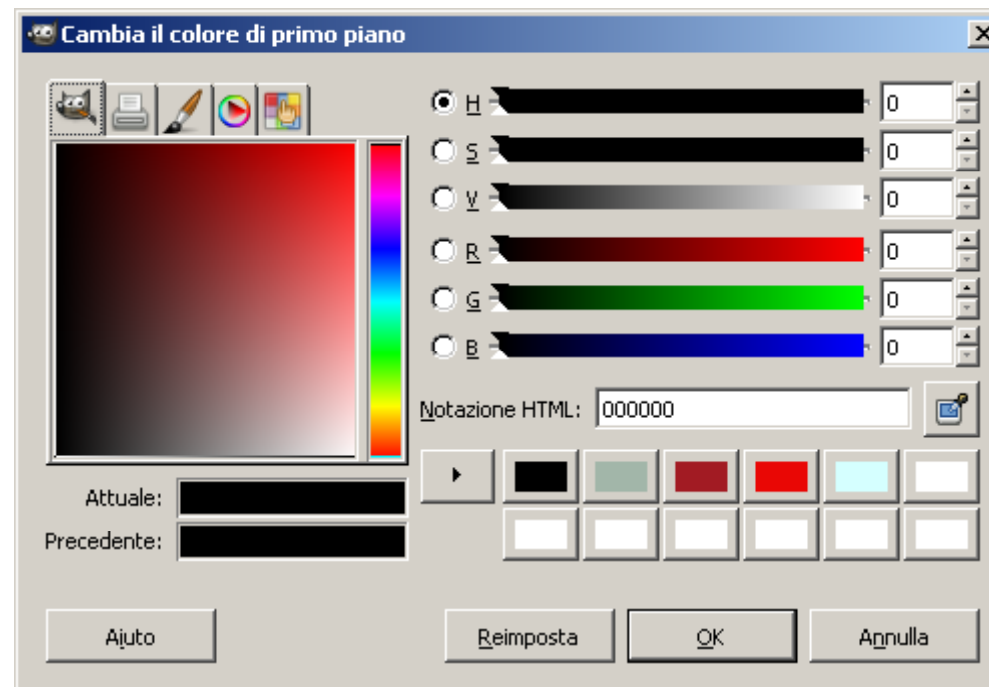 Cambia il colore di primo piano
H 0
S 0
V 0
R 0
G 0
B 0
Notazione HTML: 000000
Attuale:
Precedente:
Aiuto
Reimposta
OK
Annulla